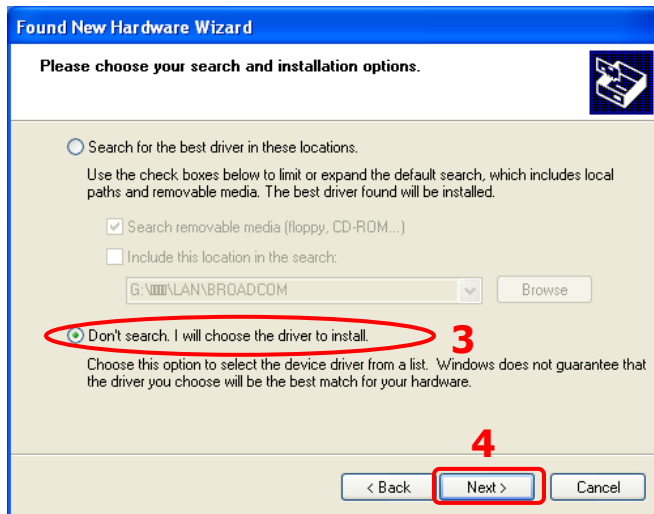 Found New Hardware Wizard
Please choose your search and installation options.
Search for the best driver in these locations.
Use the check boxes below to limit or expand the default search, which includes local
paths and removable media. The best driver found will be installed.
Search removable media (floppy, CD-ROM...)
Include this location in the search:
\LAN\BROADCOM
Browse
Don't search. I will choose the driver to install.
3
Choose this option to select the device driver from a list. Windows does not guarantee that
the driver you choose will be the best match for your hardware.
4
< Back
Next >
Cancel